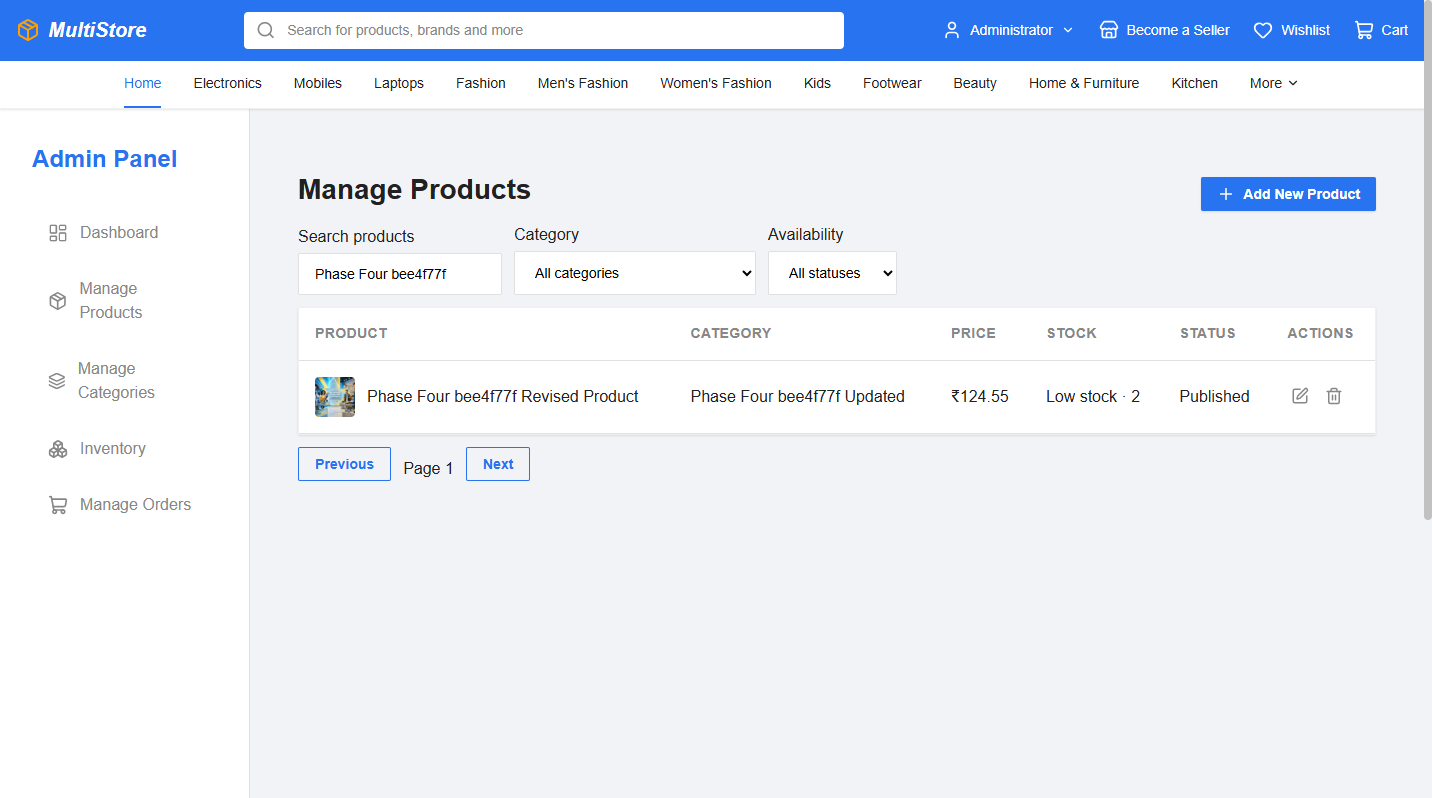 MultiStore
Search for products, brands and more
Administrator
Become a Seller
Wishlist
Cart
Home
Electronics
Mobiles
Laptops
Fashion
Men's Fashion
Women's Fashion
Kids
Footwear
Beauty
Home & Furniture
Kitchen
More
Admin Panel
Dashboard
Manage
Products
Manage
Categories
Inventory
Manage Orders
Manage Products
Add New Product
Search products
Category
Availability
Phase Four bee4f77f
All categories
All statuses
PRODUCT
CATEGORY
PRICE
STOCK
STATUS
ACTIONS
Phase Four bee4f77f Revised Product
Phase Four bee4f77f Updated
₹124.55
Low stock · 2
Published
Previous
Page 1
Next